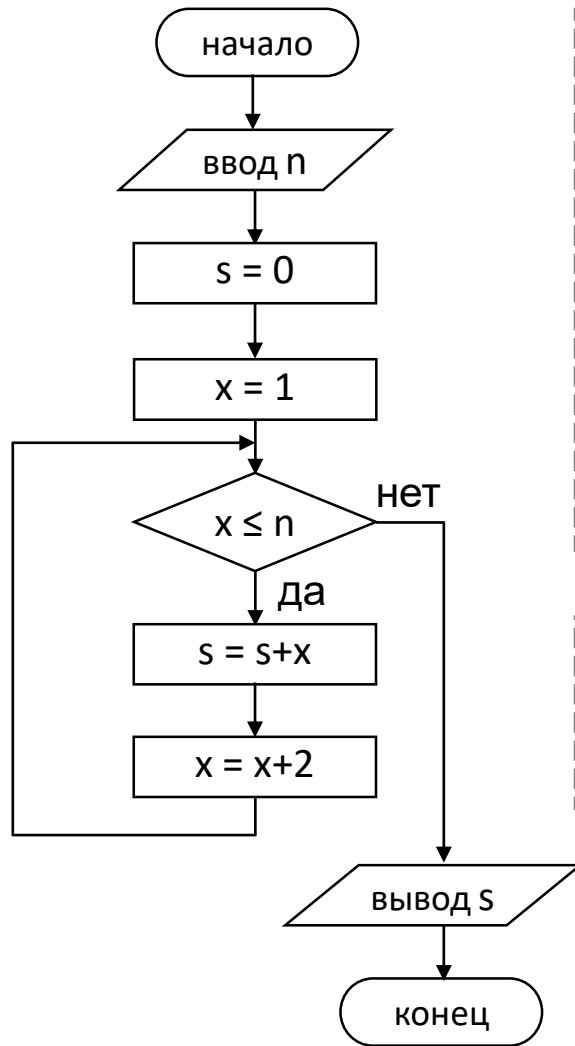 начало
ввод n
s = 0
x = 1
x ≤ n
нет
да
s = s+x
x = x+2
вывод s
конец